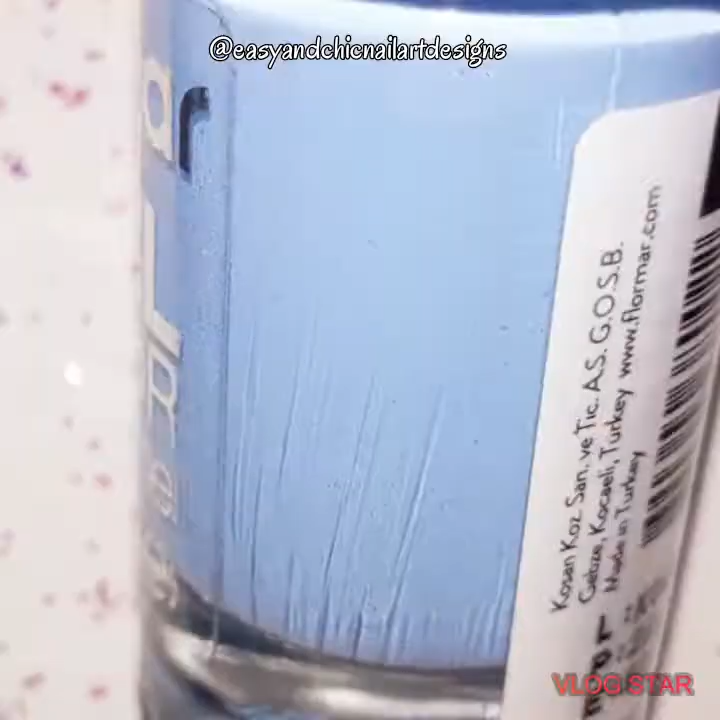 @easyandchicnailartdesigns
Kosan Koz. San. ve Tic. A.S. G.O.S.B.
Gebze, Kocaeli, Turkey www.flormar.com
Made in Turkey
VLOG STAR